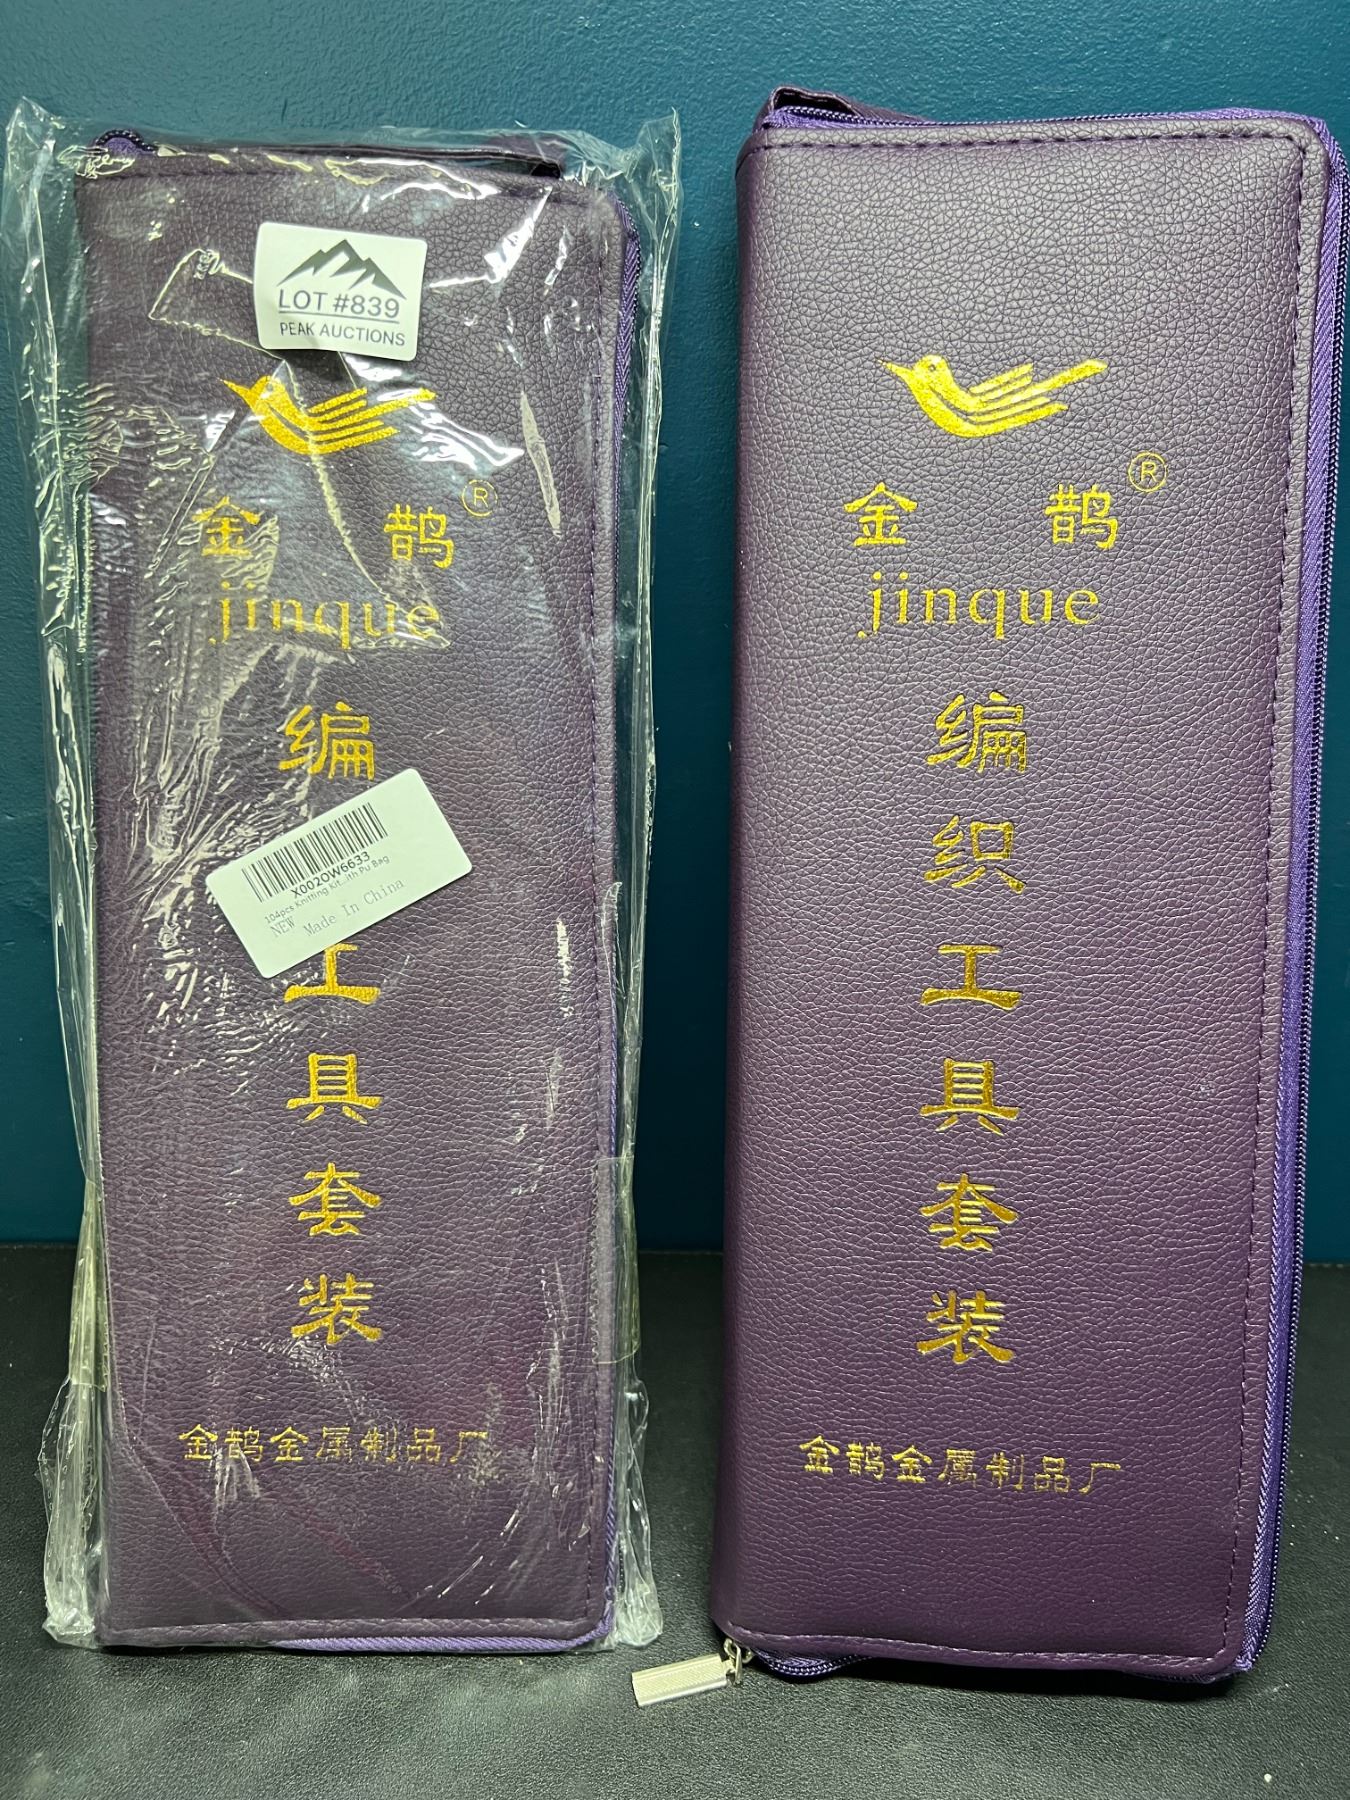 LOT #839
PEAK AUCTIONS
金鹊®
jinque
编
工
具
套
装
金鹊金属制品厂
X002OW6633
104pcs Knitting Kit...ith Pu Bag
NEW
Made In China
金鹊®
jinque
编
织
工
具
套
装
金鹊金属制品厂